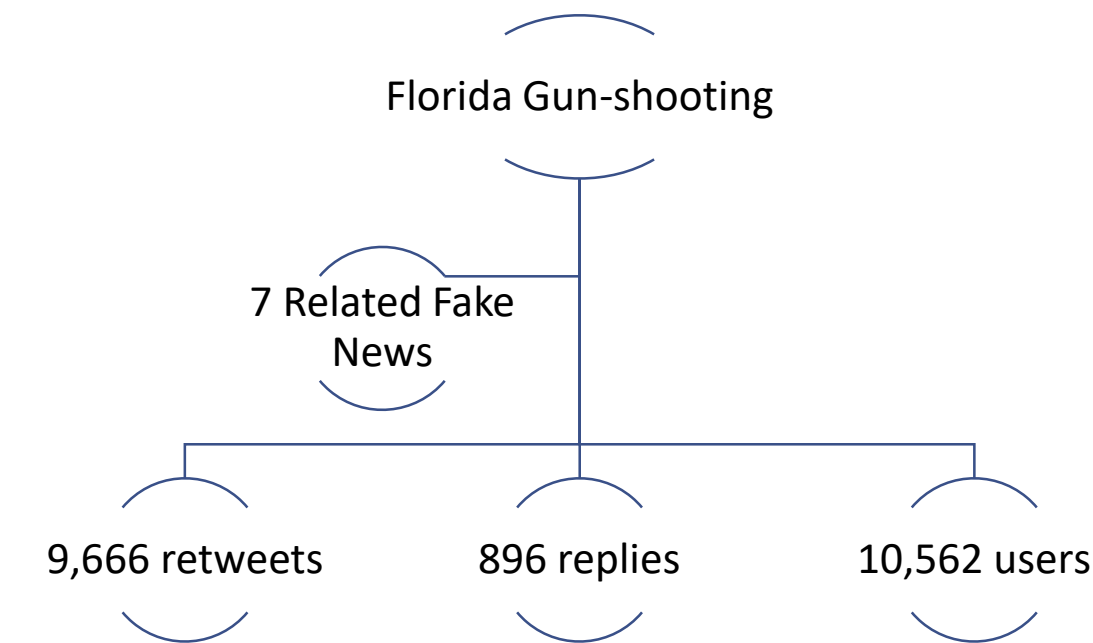 Florida Gun-shooting
7 Related Fake
News
9,666 retweets
896 replies
10,562 users